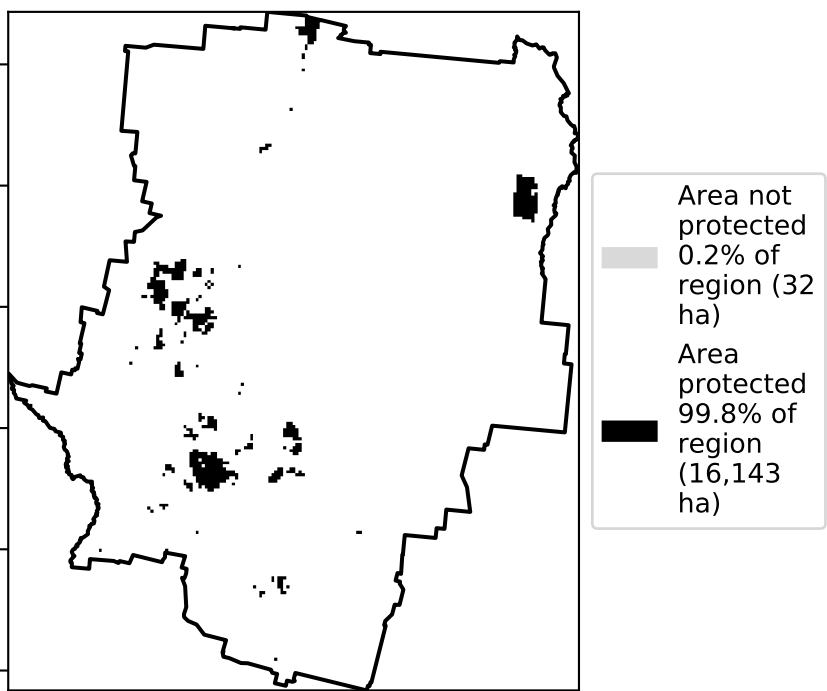 Area not
protected
0.2% of
region (32
ha)
Area
protected
99.8% of
region
(16,143
ha)